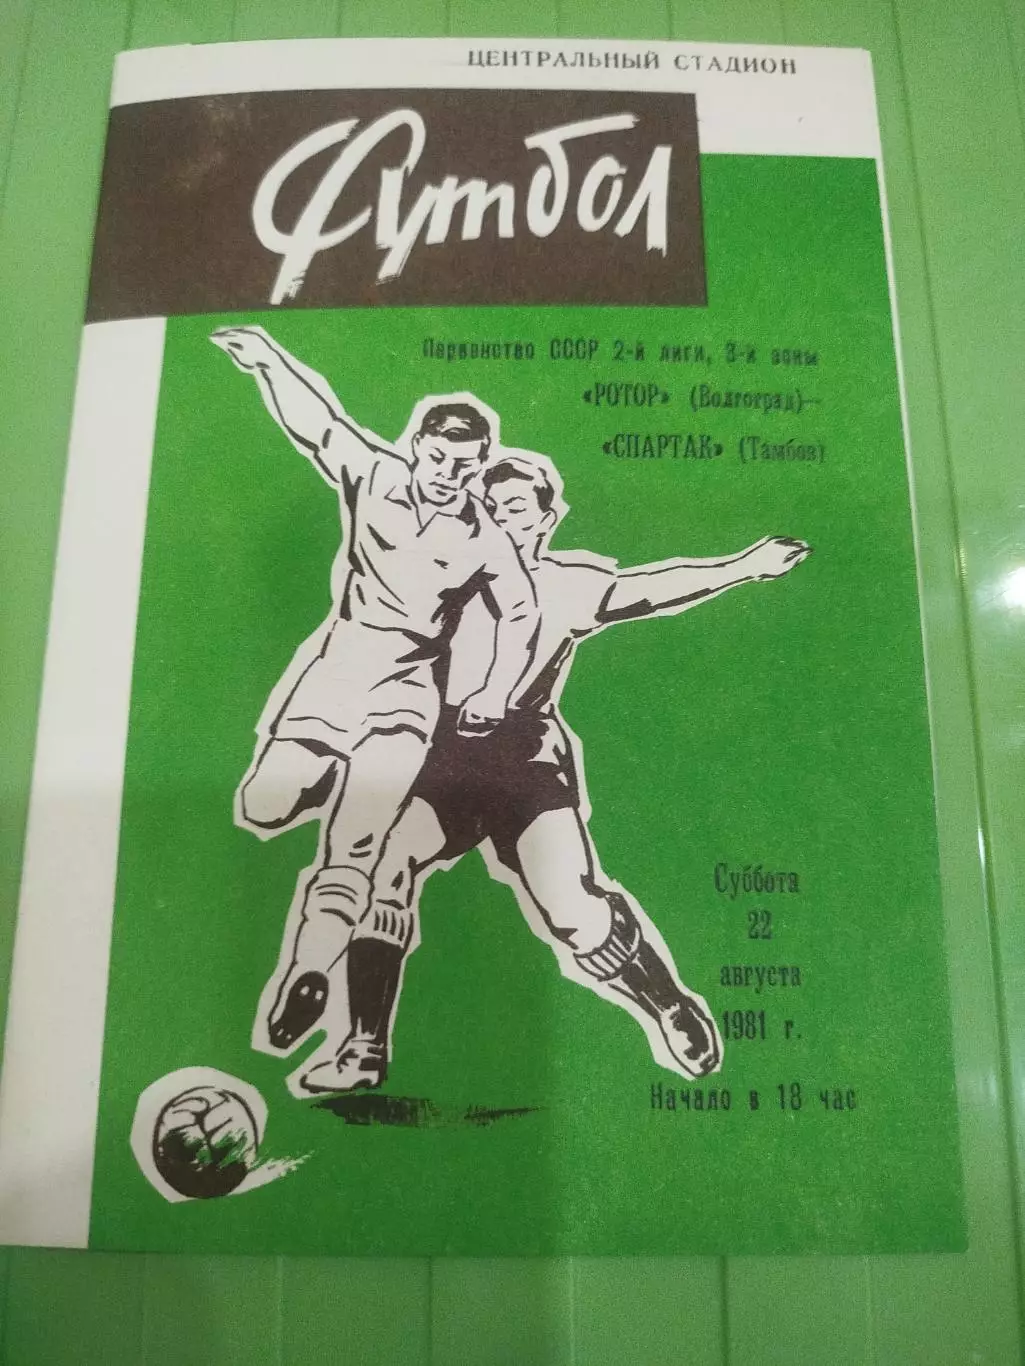 ЦЕНТРАЛЬНЫЙ СТАДИОН
Футбол
Первенство СССР 2-й лиги, 3-й зоны
«РОТОР» (Волгоград)—
«СПАРТАК» (Тамбов)
Суббота
22
августа
1981 г.
Начало в 18 час